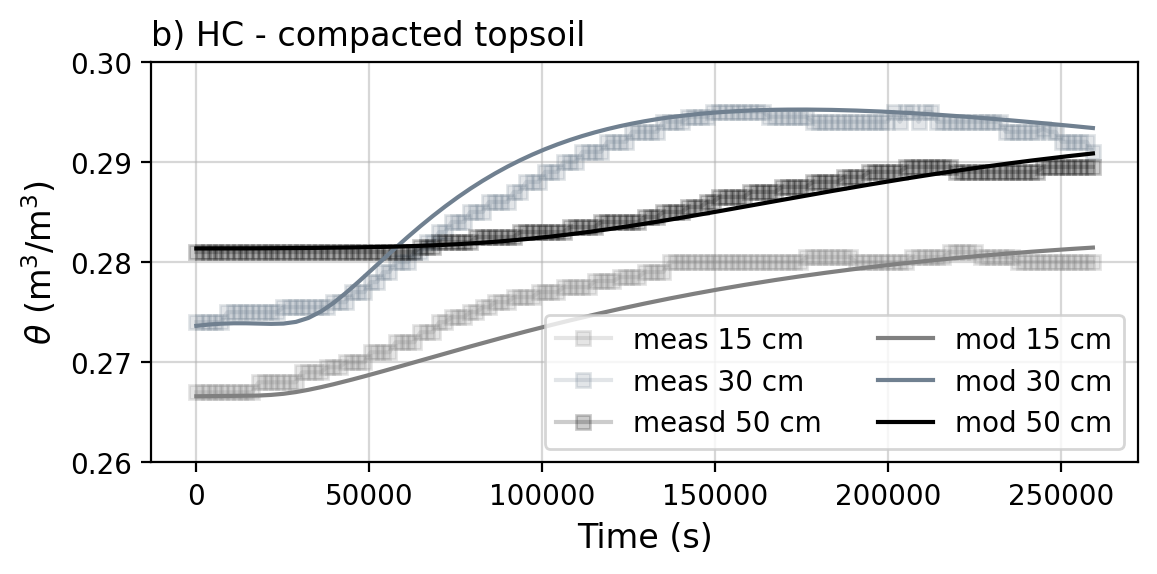 b) HC - compacted topsoil
0.30
0.29
0.28
0.27
0.26
θ (m³/m³)
meas 15 cm
meas 30 cm
measd 50 cm
mod 15 cm
mod 30 cm
mod 50 cm
0 50000 100000 150000 200000 250000
Time (s)